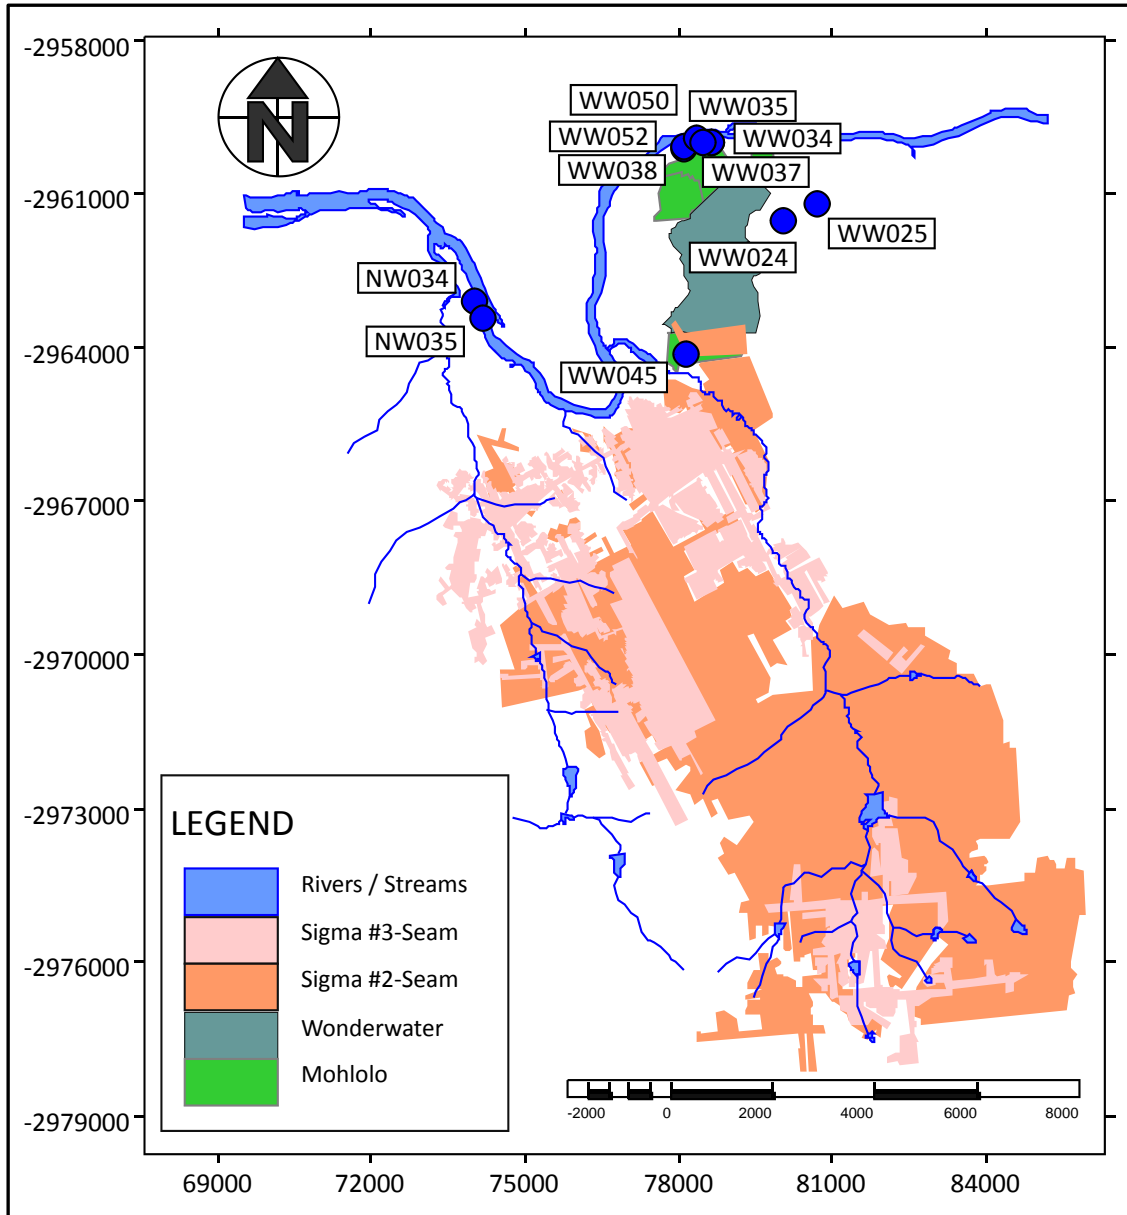 -2958000
N
WW050
WW035
WW052
WW034
WW038
WW037
-2961000
WW025
WW024
NW034
NW035
-2964000
WW045
-2967000
-2970000
-2973000
LEGEND
Rivers / Streams
Sigma #3-Seam
-2976000
Sigma #2-Seam
Wonderwater
Mohlolo
-2000 0 2000 4000 6000 8000
-2979000
69000 72000 75000 78000 81000 84000